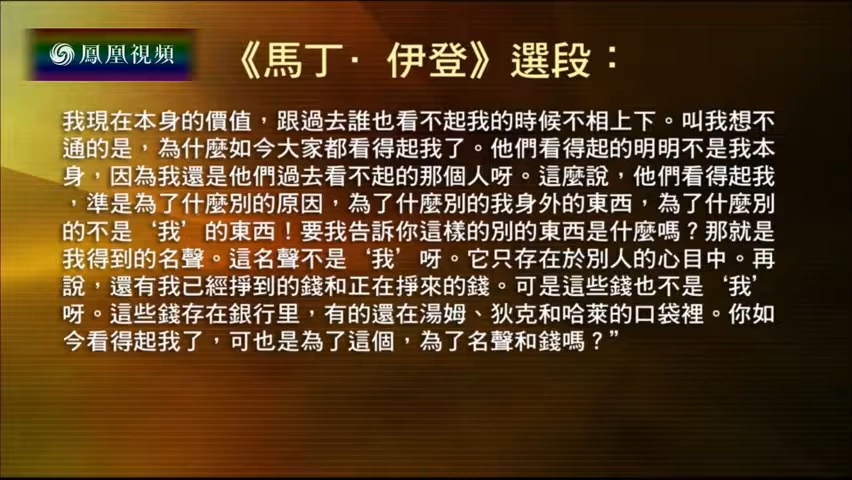 鳳凰視頻
《馬丁·伊登》選段：
我現在本身的價值，跟過去誰也看不起我的時候不相上下。叫我想不
通的是，為什麼如今大家都看得起我了。他們看得起的明明不是我本
身，因為我還是他們過去看不起的那個人呀。這麼說，他們看得起我
，準是為了什麼別的原因，為了什麼別的我身外的東西，為了什麼別
的不是‘我’的東西！要我告訴你這樣的別的東西是什麼嗎？那就是
我得到的名聲。這名聲不是‘我’呀。它只存在於別人的心目中。再
說，還有我已經掙到的錢和正在掙來的錢。可是這些錢也不是‘我’
呀。這些錢存在銀行里，有的還在湯姆、狄克和哈萊的口袋裡。你如
今看得起我了，可也是為了這個，為了名聲和錢嗎？”